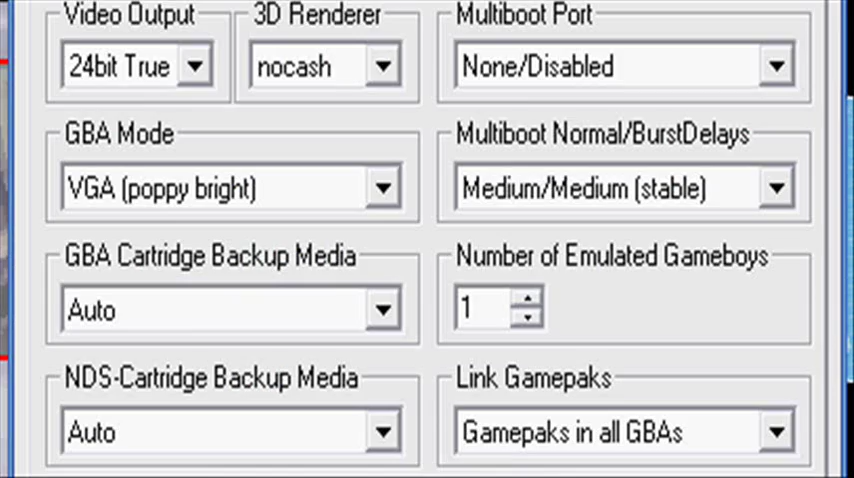 Video Output
3D Renderer
Multiboot Port
24bit True
nocash
None/Disabled
GBA Mode
Multiboot Normal/BurstDelays
VGA (poppy bright)
Medium/Medium (stable)
GBA Cartridge Backup Media
Number of Emulated Gameboys
Auto
1
NDS-Cartridge Backup Media
Link Gamepaks
Auto
Gamepaks in all GBAs